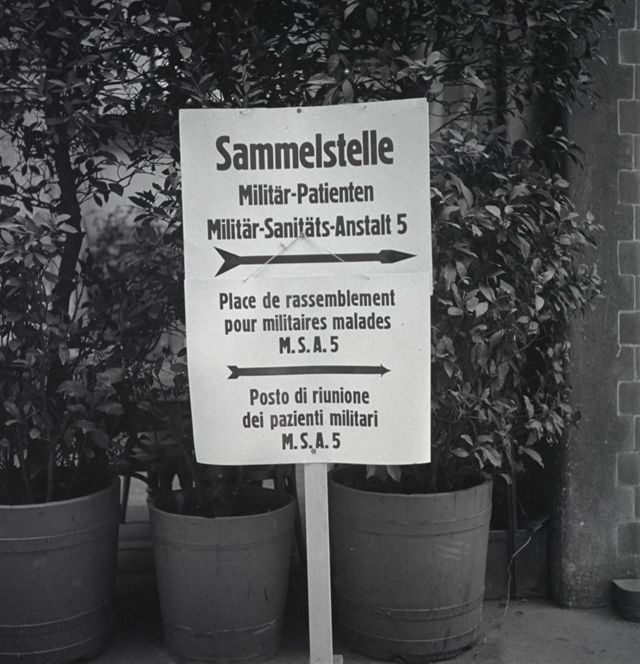 Sammelstelle
Militär-Patienten
Militär-Sanitäts-Anstalt 5
Place de rassemblement
pour militaires malades
M.S.A.5
Posto di riunione
dei pazienti militari
M.S.A.5